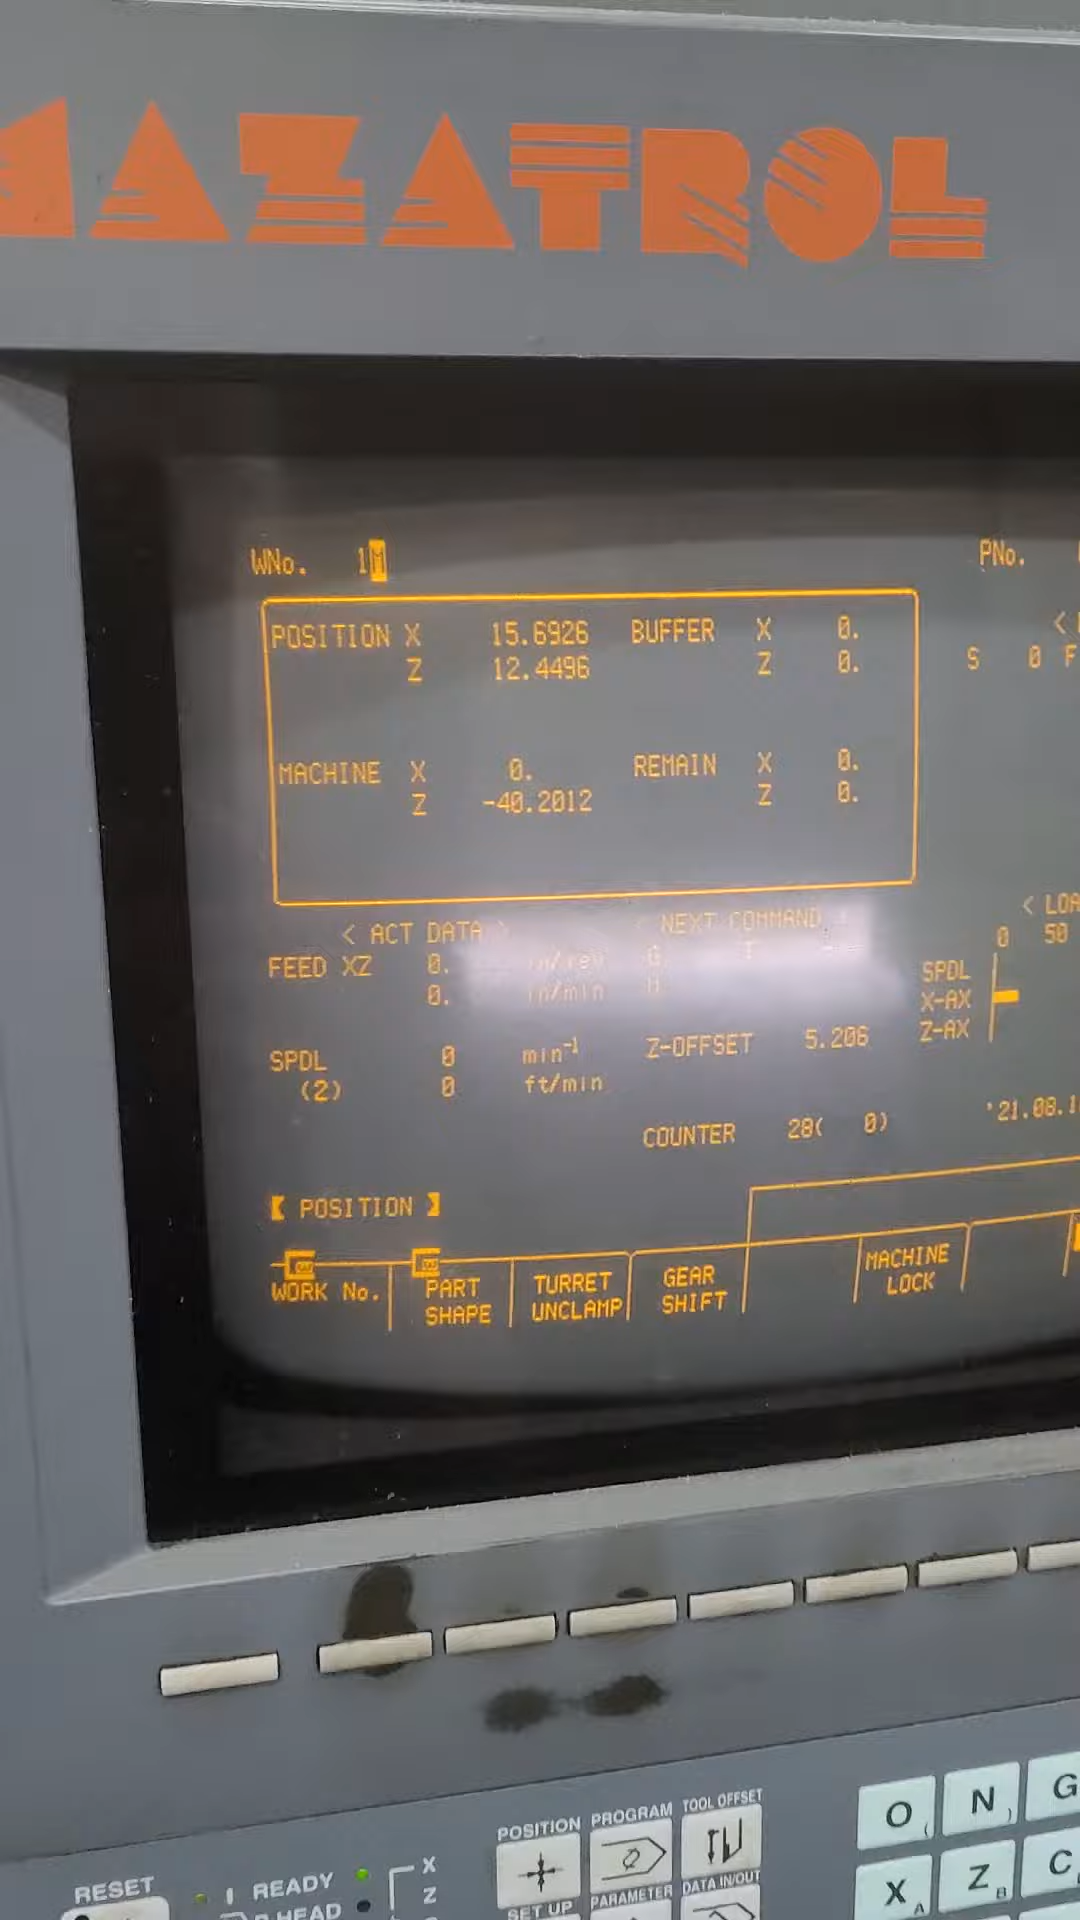 MAZATROL
WNo. 1M PNo.
POSITION X 15.6926 BUFFER X 0.
Z 12.4496 Z 0.
S 0 F
MACHINE X 0. REMAIN X 0.
Z -40.2012 Z 0.
< ACT DATA > < NEXT COMMAND >
FEED XZ 0. in/rev G T
0. in/min M
SPDL 0 min-1 Z-OFFSET 5.206
(2) 0 ft/min
COUNTER 28( 0)
< LOA
0 50
SPDL
X-AX
Z-AX
'21.08.1
【 POSITION 】
WORK No. PART SHAPE TURRET UNCLAMP GEAR SHIFT MACHINE LOCK
POSITION PROGRAM TOOL OFFSET
SET UP PARAMETER DATA IN/OUT
RESET READY X
Z
O ( N ) G
X A Z B C